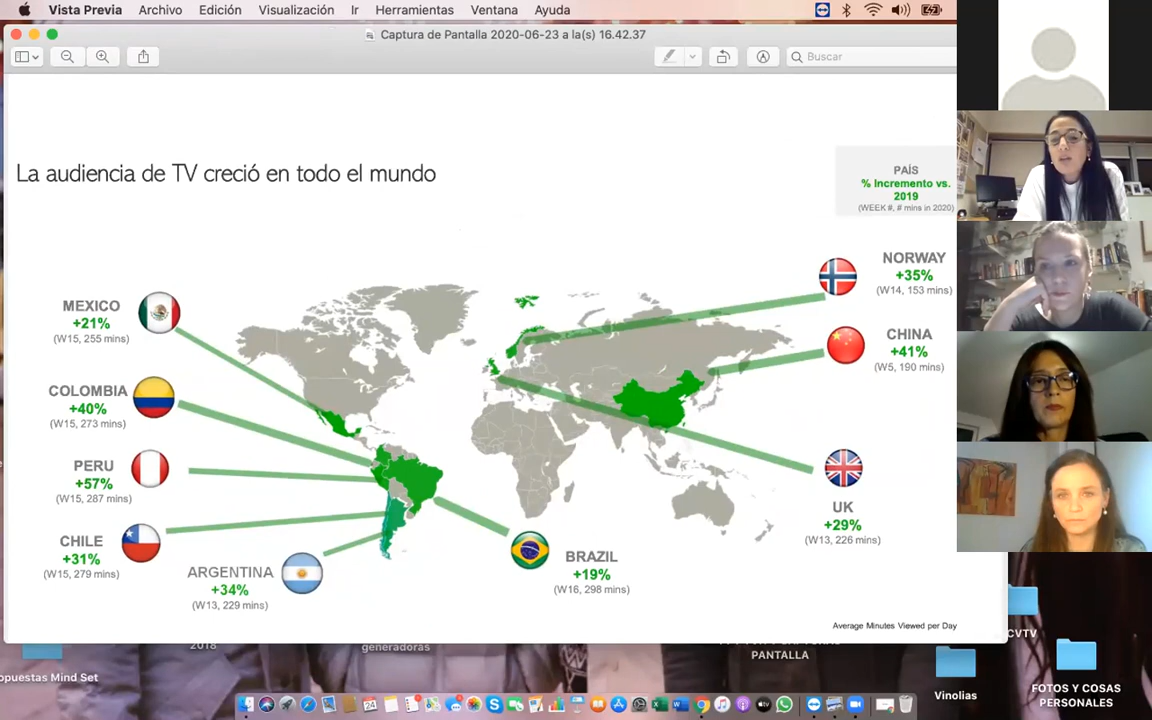 Vista Previa Archivo Edición Visualización Ir Herramientas Ventana Ayuda
Captura de Pantalla 2020-06-23 a la(s) 16.42.37
Buscar
La audiencia de TV creció en todo el mundo
PAÍS
% Incremento vs.
2019
(WEEK #, # mins in 2020)
MEXICO
+21%
(W15, 255 mins)
COLOMBIA
+40%
(W15, 273 mins)
PERU
+57%
(W15, 287 mins)
CHILE
+31%
(W15, 279 mins)
ARGENTINA
+34%
(W13, 229 mins)
BRAZIL
+19%
(W16, 298 mins)
NORWAY
+35%
(W14, 153 mins)
CHINA
+41%
(W5, 190 mins)
UK
+29%
(W13, 226 mins)
Average Minutes Viewed per Day
CVTV
2018
generadoras
PANTALLA
opuestas Mind Set
Vinolias
FOTOS Y COSAS
PERSONALES